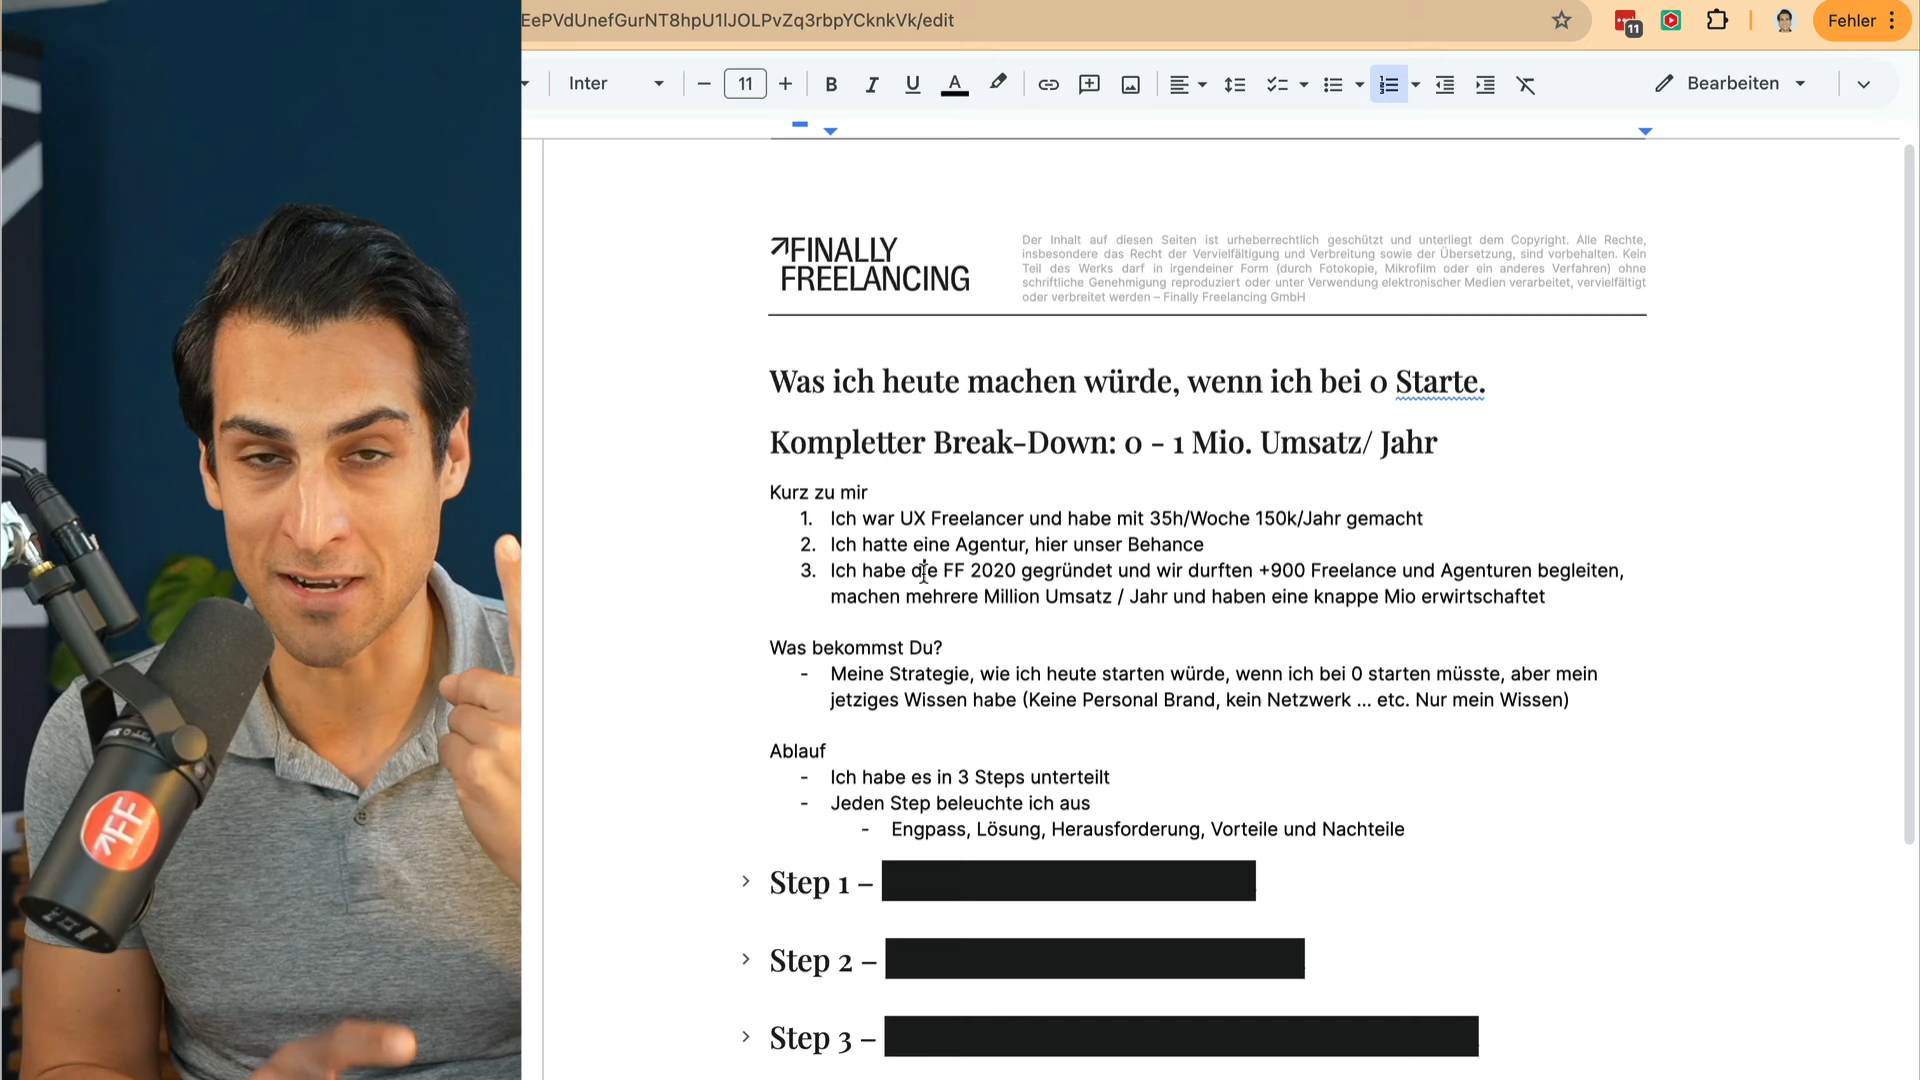 EePVdUnefGurNT8hpU1lJOLPvZq3rbpYCknkVk/edit
11
Fehler
Inter
11
B
I
U
A
Bearbeiten
FINALLY
FREELANCING
Der Inhalt auf diesen Seiten ist urheberrechtlich geschützt und unterliegt dem Copyright. Alle Rechte,
insbesondere das Recht der Vervielfältigung und Verbreitung sowie der Übersetzung, sind vorbehalten. Kein
Teil des Werks darf in irgendeiner Form (durch Fotokopie, Mikrofilm oder ein anderes Verfahren) ohne
schriftliche Genehmigung reproduziert oder unter Verwendung elektronischer Medien verarbeitet, vervielfältigt
oder verbreitet werden – Finally Freelancing GmbH
Was ich heute machen würde, wenn ich bei 0 Starte.
Kompletter Break-Down: 0 - 1 Mio. Umsatz/ Jahr
Kurz zu mir
1. Ich war UX Freelancer und habe mit 35h/Woche 150k/Jahr gemacht
2. Ich hatte eine Agentur, hier unser Behance
3. Ich habe die FF 2020 gegründet und wir durften +900 Freelance und Agenturen begleiten,
machen mehrere Million Umsatz / Jahr und haben eine knappe Mio erwirtschaftet
Was bekommst Du?
- Meine Strategie, wie ich heute starten würde, wenn ich bei 0 starten müsste, aber mein
jetziges Wissen habe (Keine Personal Brand, kein Netzwerk ... etc. Nur mein Wissen)
Ablauf
- Ich habe es in 3 Steps unterteilt
- Jeden Step beleuchte ich aus
- Engpass, Lösung, Herausforderung, Vorteile und Nachteile
Step 1 –
Step 2 –
Step 3 –
FF